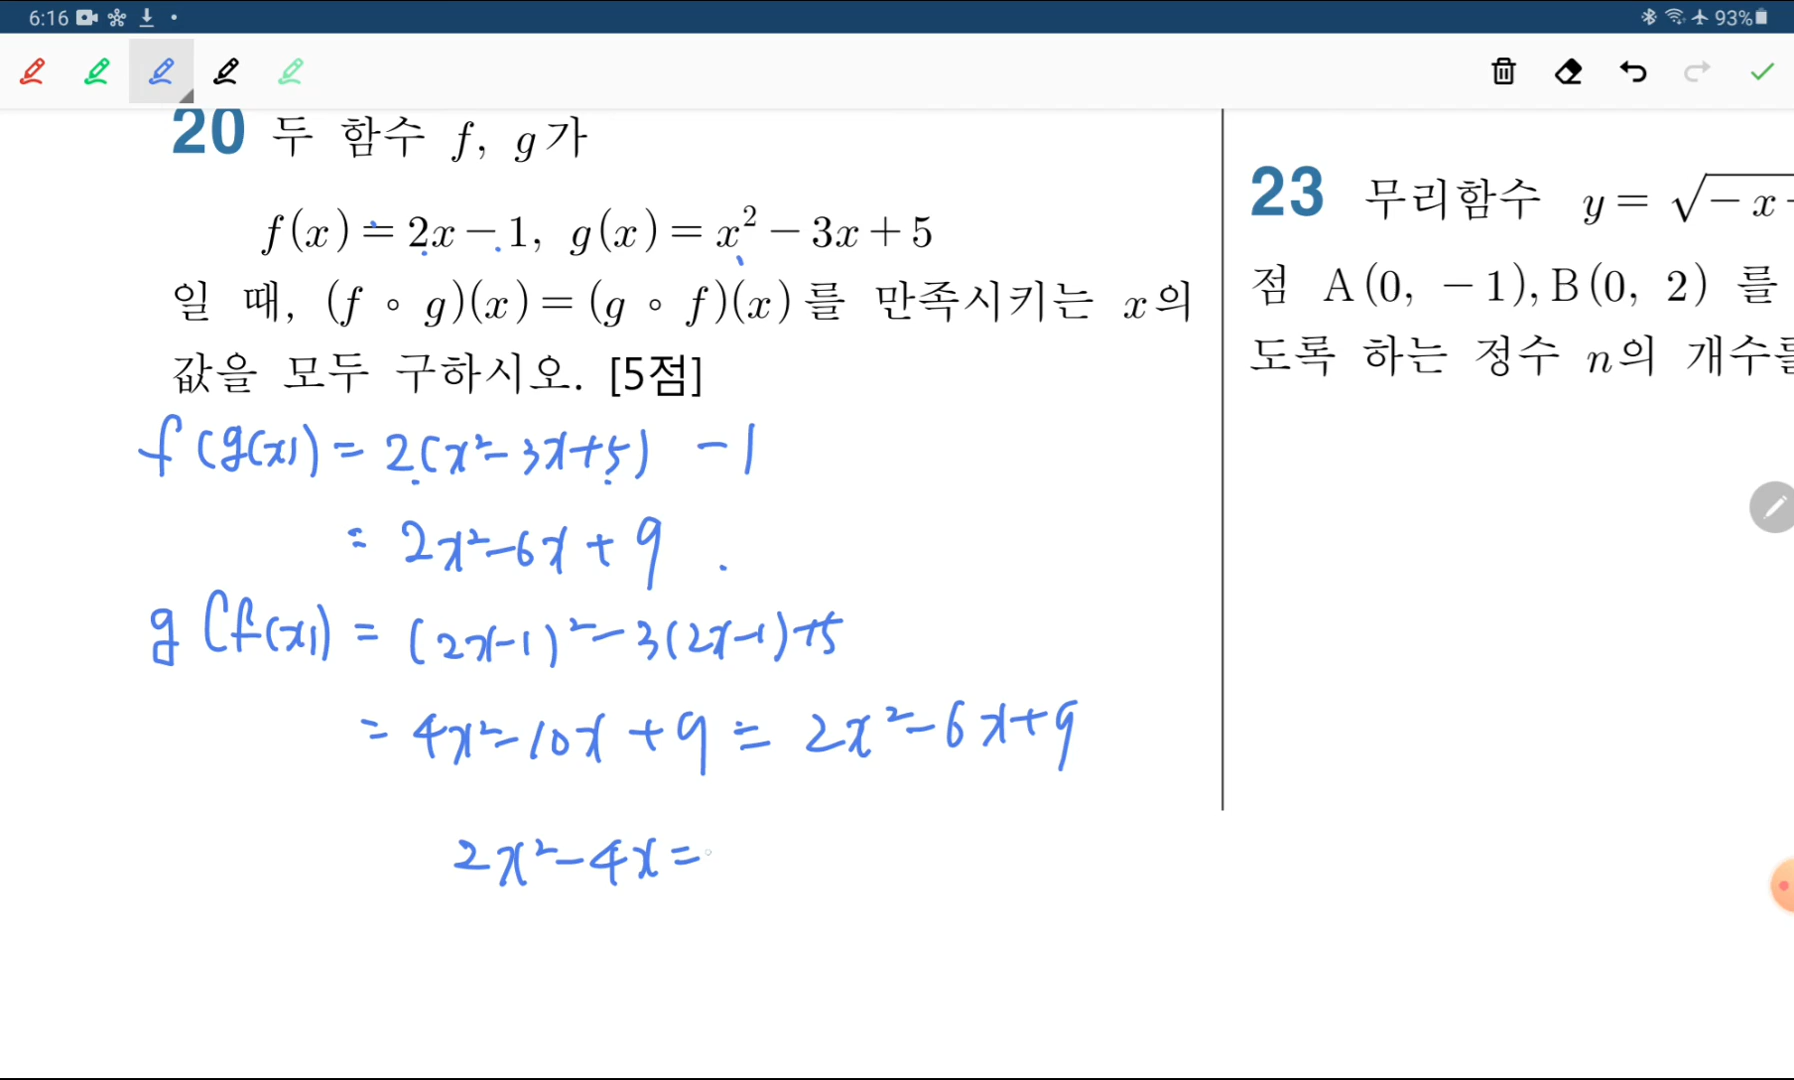 6:16
93%
20 두 함수 f, g가
f(x) = 2x - 1, g(x) = x² - 3x + 5
일 때, (f ∘ g)(x) = (g ∘ f)(x)를 만족시키는 x의
값을 모두 구하시오. [5점]
f(g(x)) = 2(x² - 3x + 5) - 1
= 2x² - 6x + 9
g(f(x)) = (2x-1)² - 3(2x-1) + 5
= 4x² - 10x + 9 = 2x² - 6x + 9
2x² - 4x =
23 무리함수 y = √-x
점 A(0, -1), B(0, 2) 를
도록 하는 정수 n의 개수를